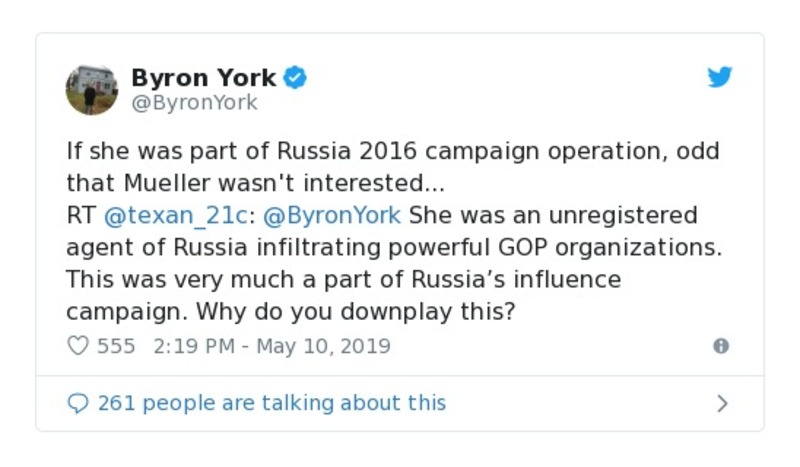 Byron York
@ByronYork
If she was part of Russia 2016 campaign operation, odd
that Mueller wasn't interested...
RT @texan_21c: @ByronYork She was an unregistered
agent of Russia infiltrating powerful GOP organizations.
This was very much a part of Russia’s influence
campaign. Why do you downplay this?
555 2:19 PM - May 10, 2019
261 people are talking about this